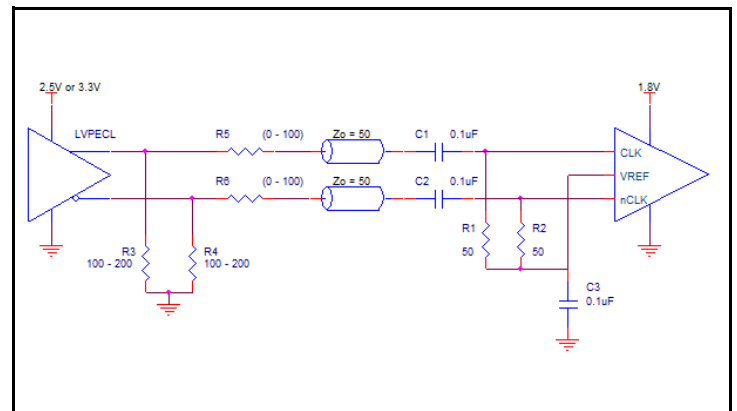 2.5V or 3.3V
1.8V
LVPECL
R5 (0 - 100)
Zo = 50
C1 0.1uF
CLK
R6 (0 - 100)
Zo = 50
C2 0.1uF
VREF
nCLK
R1
50
R2
50
R3
100 - 200
R4
100 - 200
C3
0.1uF